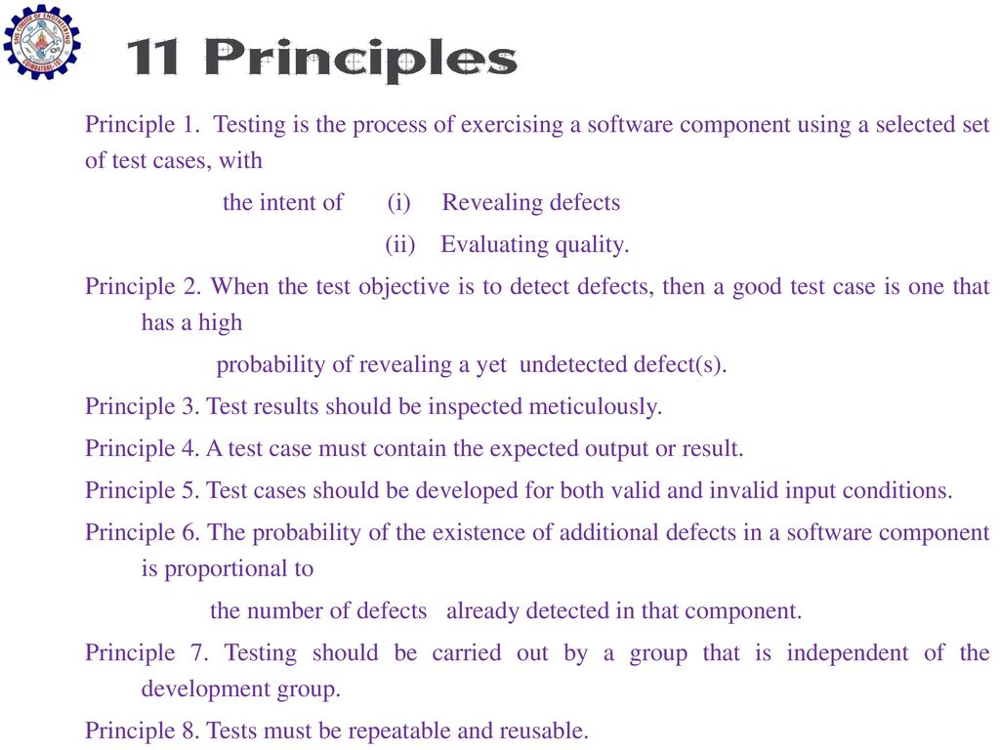 SNS COLLEGE OF ENGINEERING
COIMBATORE-107
11 Principles
Principle 1. Testing is the process of exercising a software component using a selected set
of test cases, with
the intent of (i) Revealing defects
(ii) Evaluating quality.
Principle 2. When the test objective is to detect defects, then a good test case is one that
has a high
probability of revealing a yet undetected defect(s).
Principle 3. Test results should be inspected meticulously.
Principle 4. A test case must contain the expected output or result.
Principle 5. Test cases should be developed for both valid and invalid input conditions.
Principle 6. The probability of the existence of additional defects in a software component
is proportional to
the number of defects already detected in that component.
Principle 7. Testing should be carried out by a group that is independent of the
development group.
Principle 8. Tests must be repeatable and reusable.